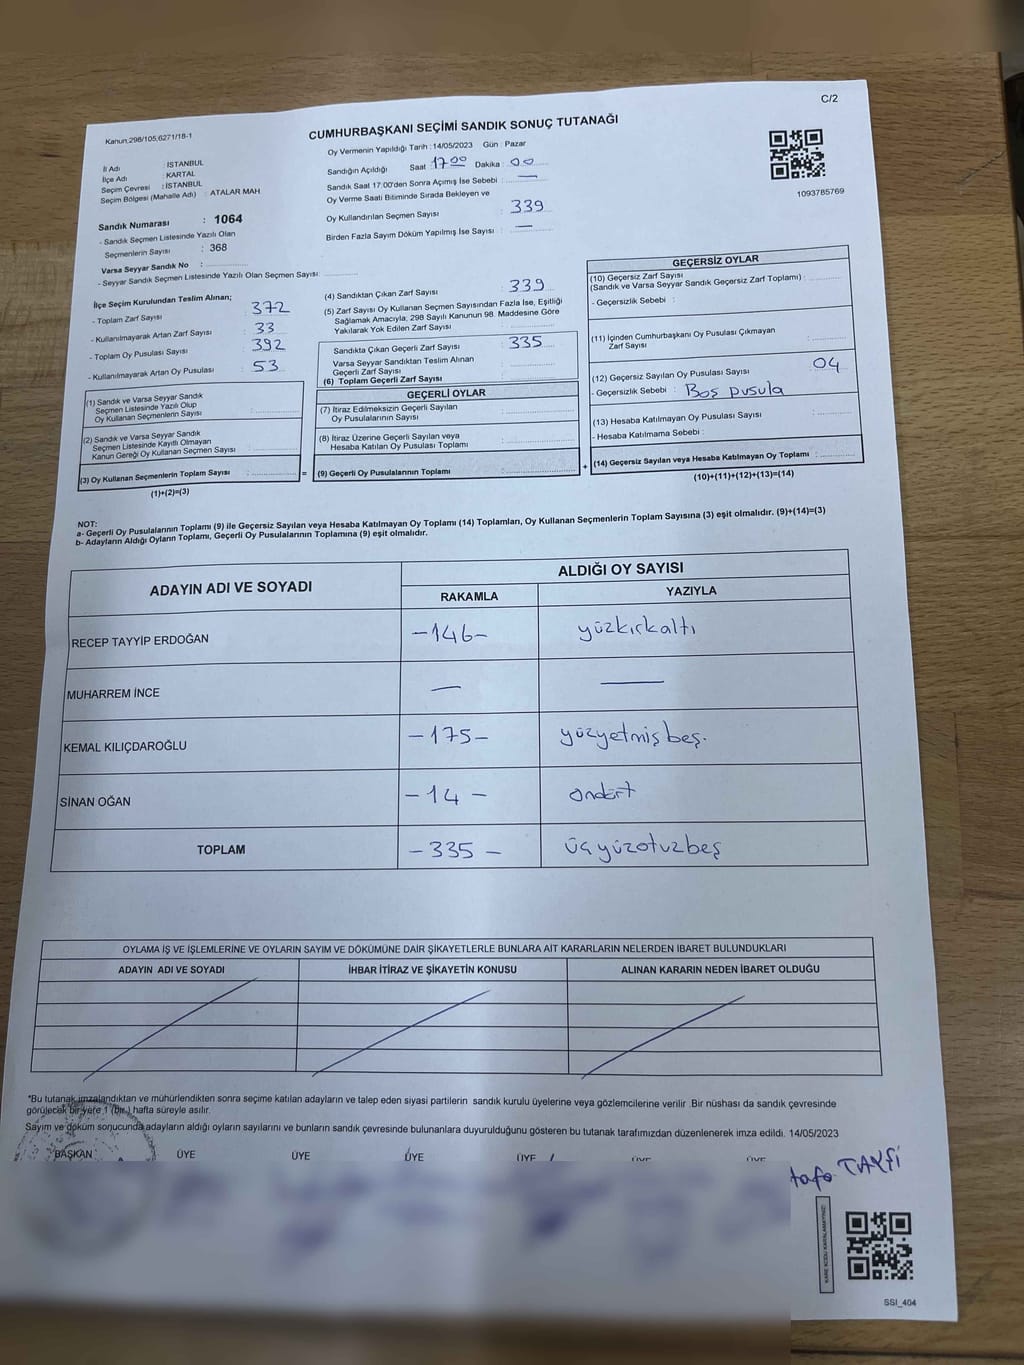 C/2
Kanun;298/105,6271/18-1
CUMHURBAŞKANI SEÇİMİ SANDIK SONUÇ TUTANAĞI
1093785769
İl Adı : İSTANBUL
İlçe Adı : KARTAL
Seçim Çevresi : İSTANBUL
Seçim Bölgesi (Mahalle Adı) : ATALAR MAH.
Sandık Numarası : 1064
- Sandık Seçmen Listesinde Yazılı Olan
Seçmenlerin Sayısı : 368
Varsa Seyyar Sandık No :
- Seyyar Sandık Seçmen Listesinde Yazılı Olan Seçmen Sayısı:
Oy Vermenin Yapıldığı Tarih : 14/05/2023 Gün : Pazar
Sandığın Açıldığı Saat 17 00 Dakika : 00
Sandık Saat 17.00'den Sonra Açılmış İse Sebebi : —
Oy Verme Saati Bitiminde Sırada Bekleyen ve
Oy Kullandırılan Seçmen Sayısı : 339
Birden Fazla Sayım Döküm Yapılmış İse Sayısı : —
İlçe Seçim Kurulundan Teslim Alınan;
- Toplam Zarf Sayısı : 372
- Kullanılmayarak Artan Zarf Sayısı : 33
- Toplam Oy Pusulası Sayısı : 392
- Kullanılmayarak Artan Oy Pusulası : 53
(1) Sandık ve Varsa Seyyar Sandık
Seçmen Listesinde Yazılı Olup
Oy Kullanan Seçmenlerin Sayısı :
(2) Sandık ve Varsa Seyyar Sandık
Seçmen Listesinde Kayıtlı Olmayan
Kanun Gereği Oy Kullanan Seçmen Sayısı :
(3) Oy Kullanan Seçmenlerin Toplam Sayısı : =
(1)+(2)=(3)
(4) Sandıktan Çıkan Zarf Sayısı : 339
(5) Zarf Sayısı Oy Kullanan Seçmen Sayısından Fazla İse, Eşitliği
Sağlamak Amacıyla, 298 Sayılı Kanunun 98. Maddesine Göre
Yakılarak Yok Edilen Zarf Sayısı :
Sandıkta Çıkan Geçerli Zarf Sayısı : 335
Varsa Seyyar Sandıktan Teslim Alınan
Geçerli Zarf Sayısı :
(6) Toplam Geçerli Zarf Sayısı :
GEÇERLİ OYLAR
(7) İtiraz Edilmeksizin Geçerli Sayılan
Oy Pusulalarının Sayısı :
(8) İtiraz Üzerine Geçerli Sayılan veya
Hesaba Katılan Oy Pusulası Toplamı :
(9) Geçerli Oy Pusulalarının Toplamı : +
GEÇERSİZ OYLAR
(10) Geçersiz Zarf Sayısı
(Sandık ve Varsa Seyyar Sandık Geçersiz Zarf Toplamı) :
- Geçersizlik Sebebi :
(11) İçinden Cumhurbaşkanı Oy Pusulası Çıkmayan
Zarf Sayısı :
(12) Geçersiz Sayılan Oy Pusulası Sayısı : 04
- Geçersizlik Sebebi : Boş pusula
(13) Hesaba Katılmayan Oy Pusulası Sayısı :
- Hesaba Katılmama Sebebi :
(14) Geçersiz Sayılan veya Hesaba Katılmayan Oy Toplamı :
(10)+(11)+(12)+(13)=(14)
NOT:
a- Geçerli Oy Pusulalarının Toplamı (9) ile Geçersiz Sayılan veya Hesaba Katılmayan Oy Toplamı (14) Toplamları, Oy Kullanan Seçmenlerin Toplam Sayısına (3) eşit olmalıdır. (9)+(14)=(3)
b- Adayların Aldığı Oyların Toplamı, Geçerli Oy Pusulalarının Toplamına (9) eşit olmalıdır.
ADAYIN ADI VE SOYADI ALDIĞI OY SAYISI
RAKAMLA YAZIYLA
RECEP TAYYİP ERDOĞAN -146- yüzkırkaltı
MUHARREM İNCE — —
KEMAL KILIÇDAROĞLU -175- yüzyetmişbeş.
SİNAN OĞAN -14 - ondört
TOPLAM -335 - üçyüzotuzbeş
OYLAMA İŞ VE İŞLEMLERİNE VE OYLARIN SAYIM VE DÖKÜMÜNE DAİR ŞİKAYETLERLE BUNLARA AİT KARARLARIN NELERDEN İBARET BULUNDUKLARI
ADAYIN ADI VE SOYADI İHBAR İTİRAZ VE ŞİKAYETİN KONUSU ALINAN KARARIN NEDEN İBARET OLDUĞU
*Bu tutanak imzalandıktan ve mühürlendikten sonra seçime katılan adayların ve talep eden siyasi partilerin sandık kurulu üyelerine veya gözlemcilerine verilir .Bir nüshası da sandık çevresinde
görülecek bir yere 1 (bir ) hafta süreyle asılır.
Sayım ve döküm sonucunda adayların aldığı oyların sayılarını ve bunların sandık çevresinde bulunanlara duyurulduğunu gösteren bu tutanak tarafımızdan düzenlenerek imza edildi. 14/05/2023
BAŞKAN ÜYE ÜYE ÜYE ÜYE ÜYE ÜYE
tafa TAYFİ
KARE KODU KARALAMAYINIZ!
SSI_404